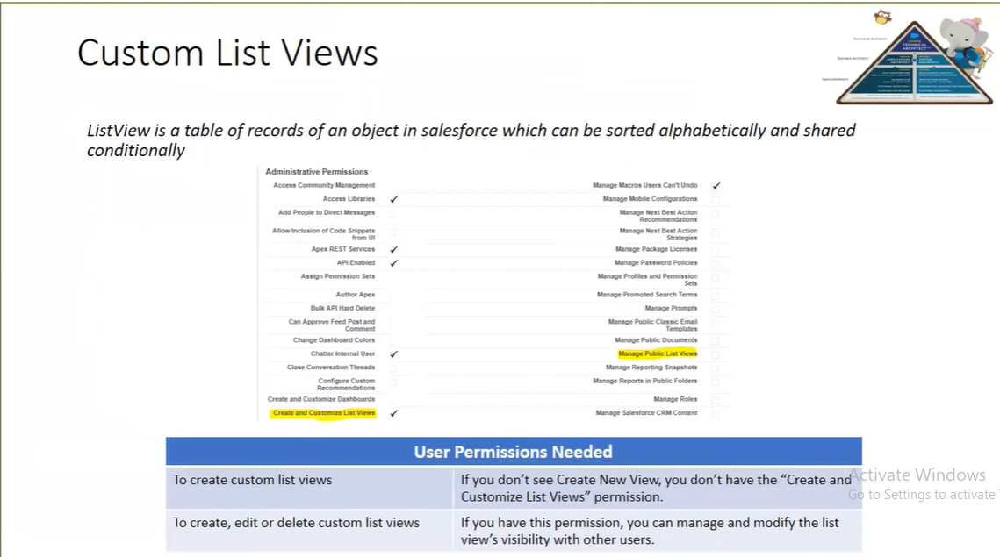 Custom List Views
Technical Architect
TECHNICAL
ARCHITECT
Domain Architect
Specializations
ListView is a table of records of an object in salesforce which can be sorted alphabetically and shared
conditionally
Administrative Permissions
Access Community Management
Access Libraries
Add People to Direct Messages
Allow Inclusion of Code Snippets
from UI
Apex REST Services
API Enabled
Assign Permission Sets
Author Apex
Bulk API Hard Delete
Can Approve Feed Post and
Comment
Change Dashboard Colors
Chatter Internal User
Close Conversation Threads
Configure Custom
Recommendations
Create and Customize Dashboards
Create and Customize List Views
Manage Macros Users Can't Undo
Manage Mobile Configurations
Manage Next Best Action
Recommendations
Manage Next Best Action
Strategies
Manage Package Licenses
Manage Password Policies
Manage Profiles and Permission
Sets
Manage Promoted Search Terms
Manage Prompts
Manage Public Classic Email
Templates
Manage Public Documents
Manage Public List Views
Manage Reporting Snapshots
Manage Reports in Public Folders
Manage Roles
Manage Salesforce CRM Content
User Permissions Needed
To create custom list views
If you don’t see Create New View, you don’t have the “Create and
Customize List Views” permission.
To create, edit or delete custom list views
If you have this permission, you can manage and modify the list
view’s visibility with other users.
Activate Windows
Go to Settings to activate